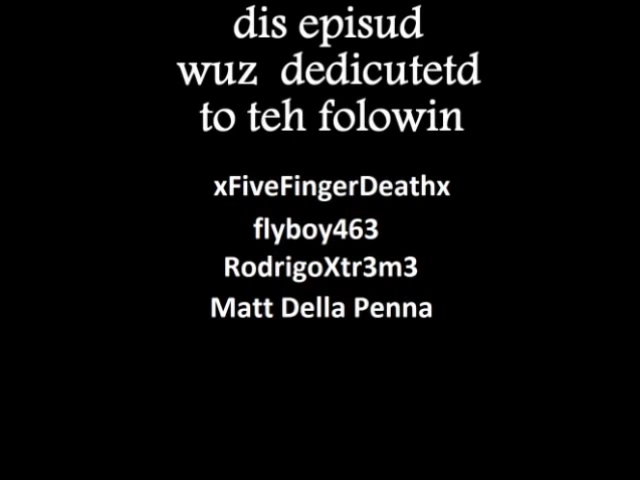 dis episud
wuz dedicutetd
to teh folowin
xFiveFingerDeathx
flyboy463
RodrigoXtr3m3
Matt Della Penna